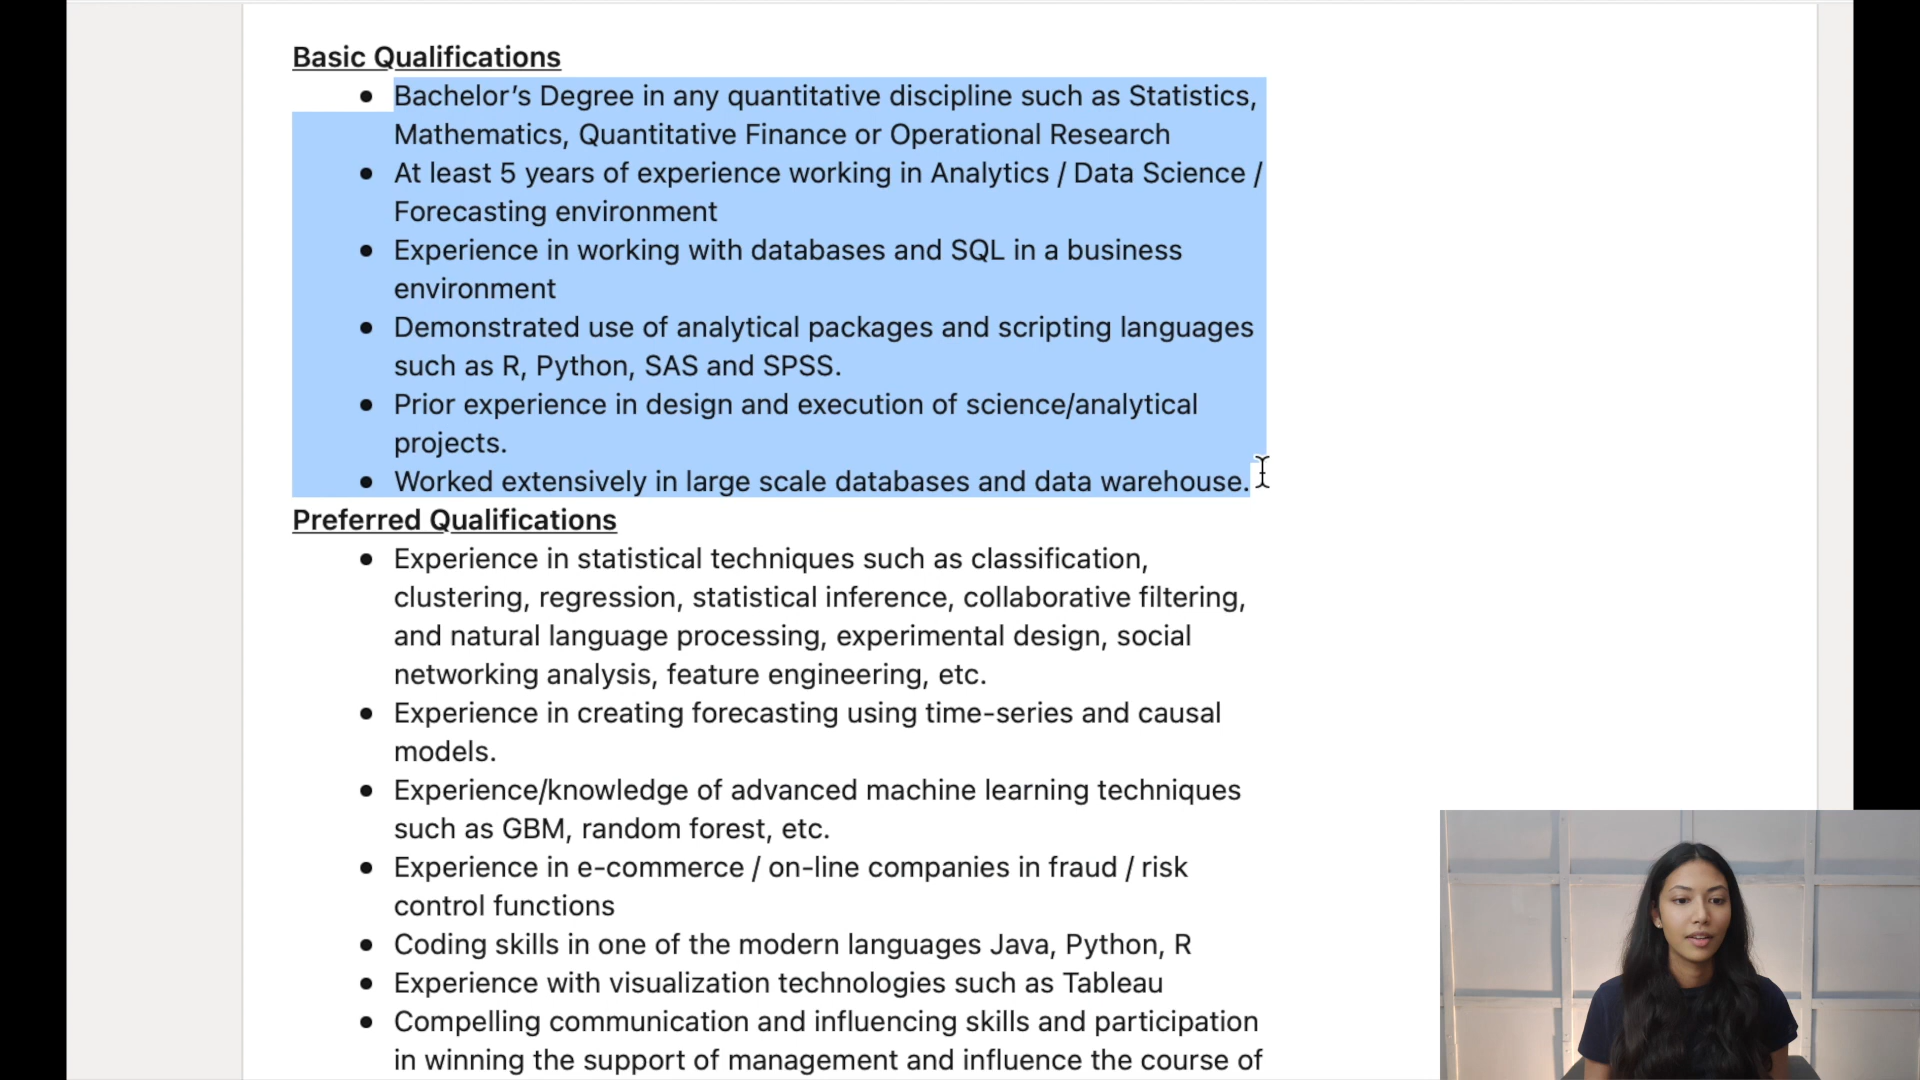 Basic Qualifications
● Bachelor’s Degree in any quantitative discipline such as Statistics,
Mathematics, Quantitative Finance or Operational Research
● At least 5 years of experience working in Analytics / Data Science /
Forecasting environment
● Experience in working with databases and SQL in a business
environment
● Demonstrated use of analytical packages and scripting languages
such as R, Python, SAS and SPSS.
● Prior experience in design and execution of science/analytical
projects.
● Worked extensively in large scale databases and data warehouse.
Preferred Qualifications
● Experience in statistical techniques such as classification,
clustering, regression, statistical inference, collaborative filtering,
and natural language processing, experimental design, social
networking analysis, feature engineering, etc.
● Experience in creating forecasting using time-series and causal
models.
● Experience/knowledge of advanced machine learning techniques
such as GBM, random forest, etc.
● Experience in e-commerce / on-line companies in fraud / risk
control functions
● Coding skills in one of the modern languages Java, Python, R
● Experience with visualization technologies such as Tableau
● Compelling communication and influencing skills and participation
in winning the support of management and influence the course of